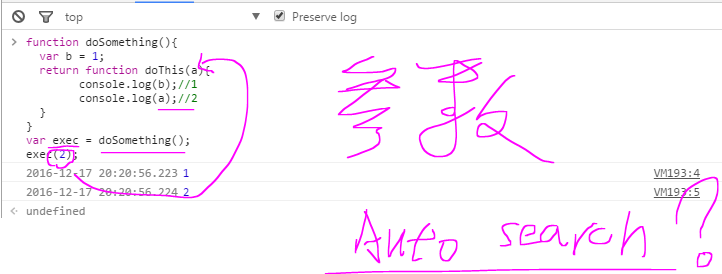 top
Preserve log
function doSomething(){
var b = 1;
return function doThis(a){
console.log(b);//1
console.log(a);//2
}
}
var exec = doSomething();
exec(2);
2016-12-17 20:20:56.223 1 VM193:4
2016-12-17 20:20:56.224 2 VM193:5
undefined
参数
Auto search?